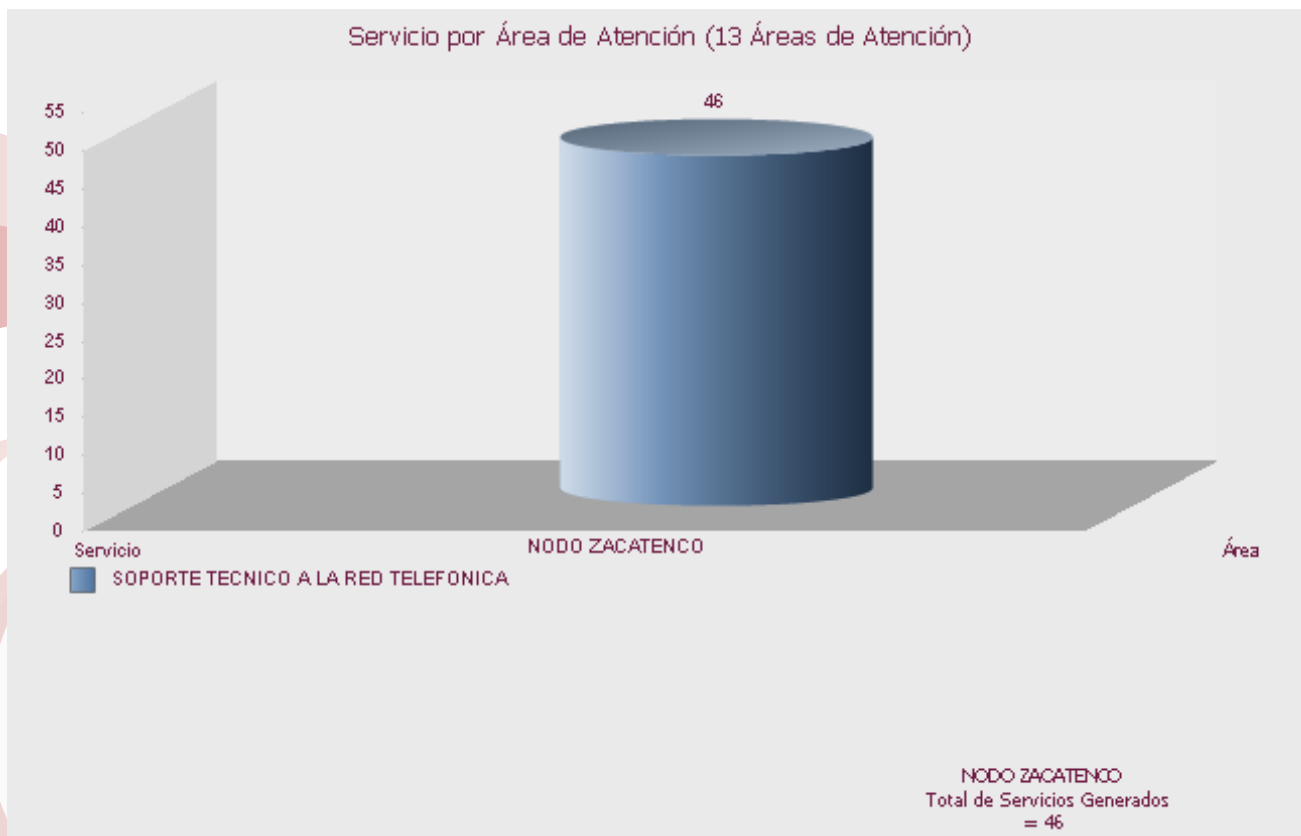 Servicio por Área de Atención (13 Áreas de Atención)
46
55
50
45
40
35
30
25
20
15
10
5
0
Servicio
NODO ZACATENCO
Área
SOPORTE TECNICO A LA RED TELEFONICA
NODO ZACATENCO
Total de Servicios Generados
= 46